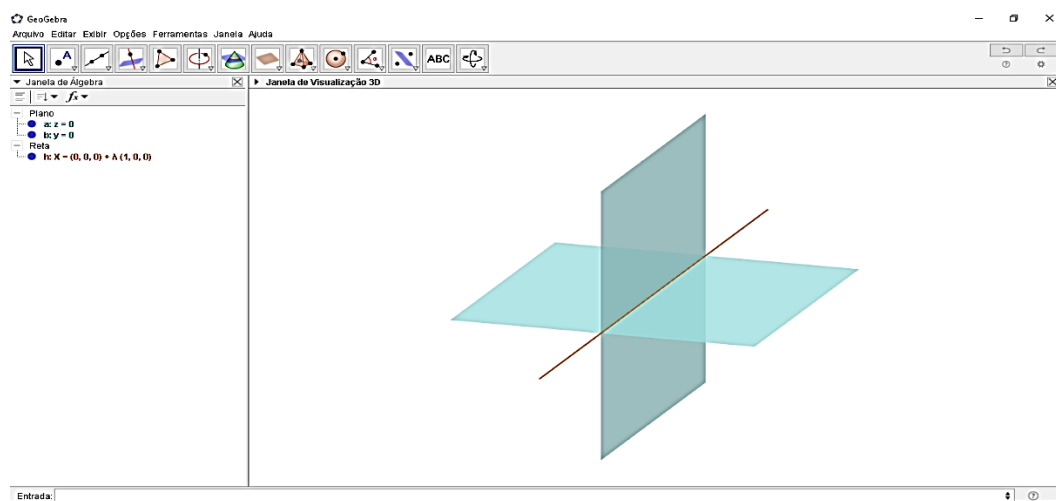 GeoGebra
Arquivo Editar Exibir Opções Ferramentas Janela Ajuda
ABC
Janela de Álgebra
Janela de Visualização 3D
Plano
a: z = 0
b: y = 0
Reta
h: X = (0, 0, 0) + λ (1, 0, 0)
Entrada: